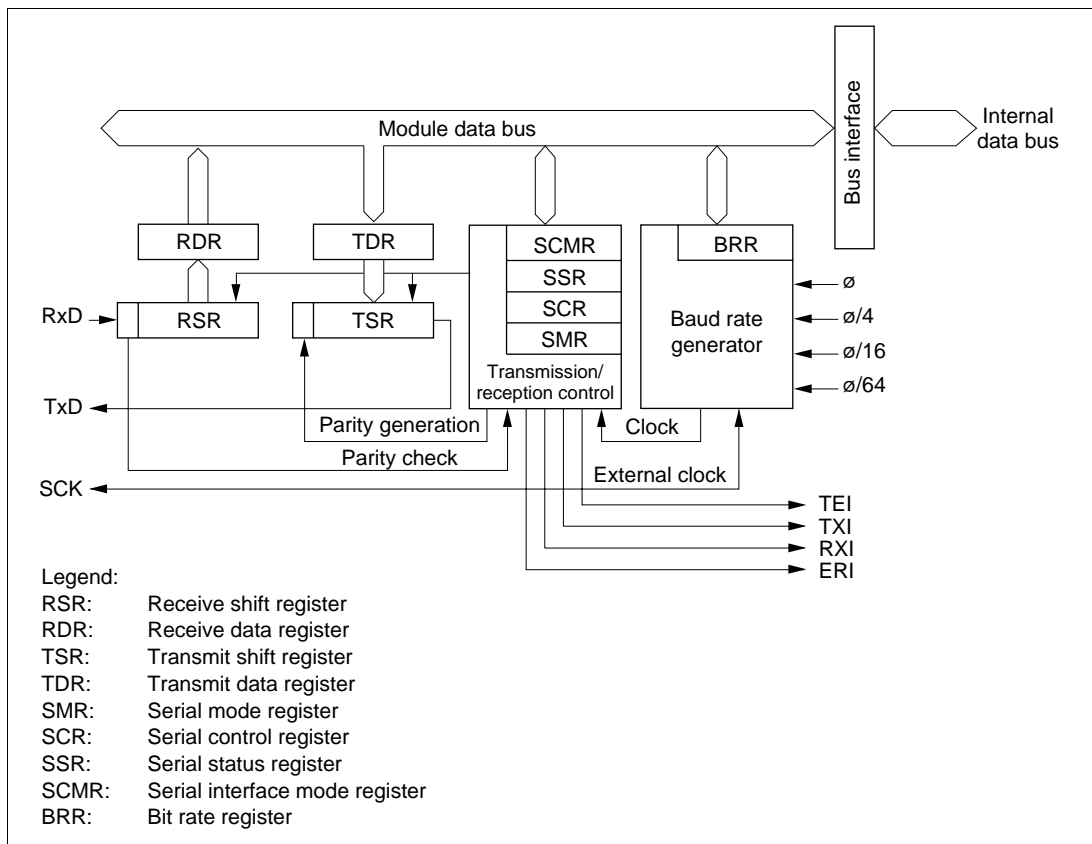 Module data bus
Bus interface
Internal
data bus
RDR
TDR
SCMR
SSR
SCR
SMR
BRR
RxD
RSR
TSR
Baud rate
generator
ø
ø/4
ø/16
ø/64
Transmission/
reception control
TxD
Parity generation
Clock
Parity check
External clock
SCK
TEI
TXI
RXI
ERI
Legend:
RSR: Receive shift register
RDR: Receive data register
TSR: Transmit shift register
TDR: Transmit data register
SMR: Serial mode register
SCR: Serial control register
SSR: Serial status register
SCMR: Serial interface mode register
BRR: Bit rate register